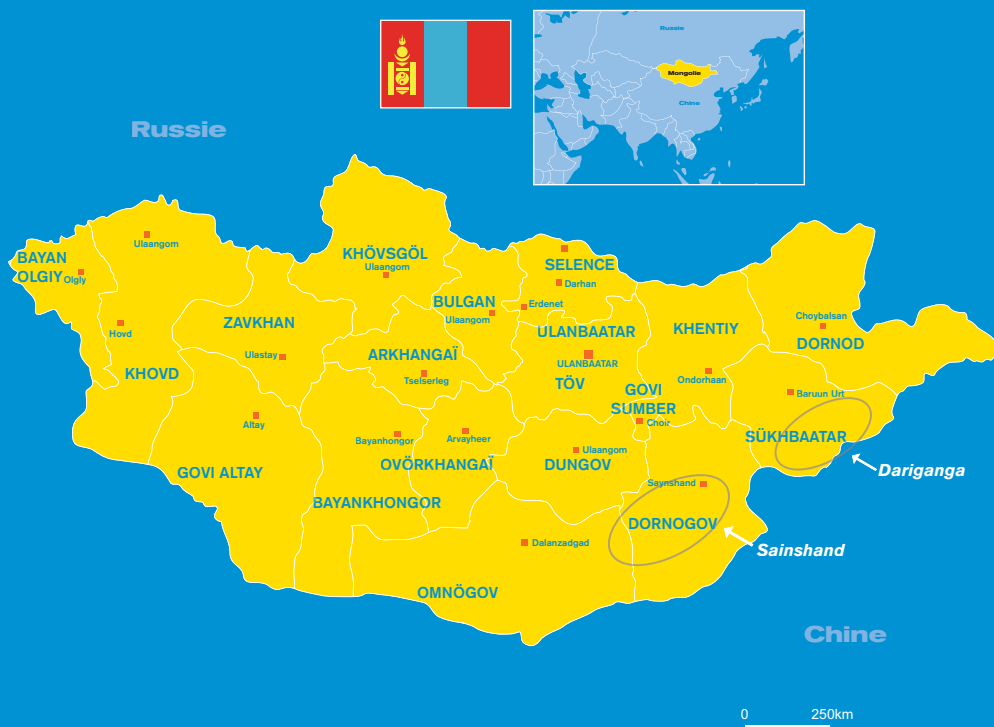 Russie
Mongolie
Chine
Russie
Ulaangom
BAYAN
OLGIY
Olgiy
KHÖVSGÖL
Ulaangom
SELENCE
Darhan
BULGAN
Ulaangom
Erdenet
Hovd
ZAVKHAN
ULANBAATAR
KHENTIY
Choybalsan
DORNOD
Ulastay
ARKHANGAÏ
ULANBAATAR
KHOVD
Tselserleg
TÖV
GOVI
SUMBER
Ondorhaan
Baruun Urt
Altay
Choir
Bayanhongor
Arvayheer
SÜKHBAATAR
Ulaangom
GOVI ALTAY
OVÖRKHANGAÏ
DUNGOV
Dariganga
Saynshand
BAYANKHONGOR
DORNOGOV
Dalanzadgad
Sainshand
OMNÖGOV
Chine
0 250km